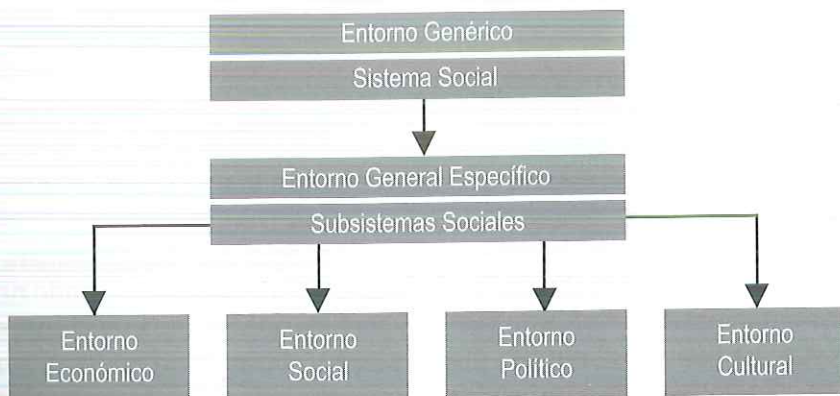 Entorno Genérico
Sistema Social
Entorno General Específico
Subsistemas Sociales
Entorno
Económico
Entorno
Social
Entorno
Político
Entorno
Cultural